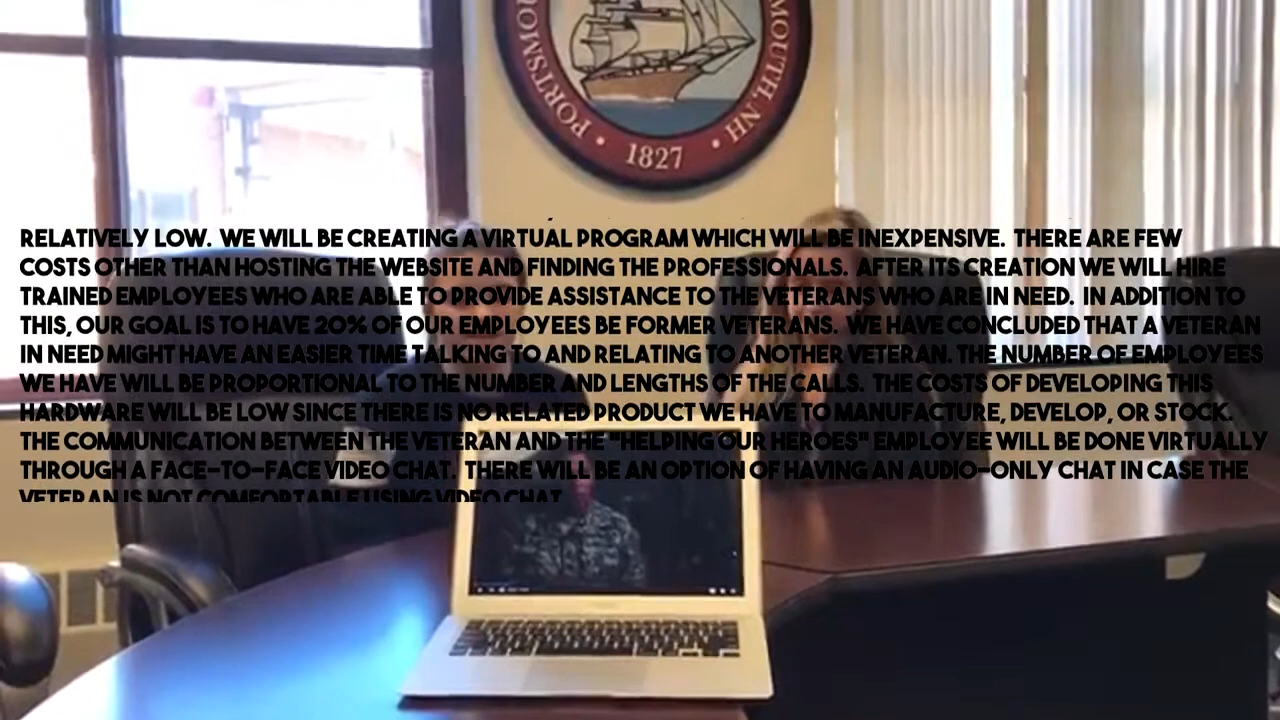 PORTSMOUTH, NH
1827
RELATIVELY LOW. WE WILL BE CREATING A VIRTUAL PROGRAM WHICH WILL BE INEXPENSIVE. THERE ARE FEW
COSTS OTHER THAN HOSTING THE WEBSITE AND FINDING THE PROFESSIONALS. AFTER ITS CREATION WE WILL HIRE
TRAINED EMPLOYEES WHO ARE ABLE TO PROVIDE ASSISTANCE TO THE VETERANS WHO ARE IN NEED. IN ADDITION TO
THIS, OUR GOAL IS TO HAVE 20% OF OUR EMPLOYEES BE FORMER VETERANS. WE HAVE CONCLUDED THAT A VETERAN
IN NEED MIGHT HAVE AN EASIER TIME TALKING TO AND RELATING TO ANOTHER VETERAN. THE NUMBER OF EMPLOYEES
WE HAVE WILL BE PROPORTIONAL TO THE NUMBER AND LENGTHS OF THE CALLS. THE COSTS OF DEVELOPING THIS
HARDWARE WILL BE LOW SINCE THERE IS NO RELATED PRODUCT WE HAVE TO MANUFACTURE, DEVELOP, OR STOCK.
THE COMMUNICATION BETWEEN THE VETERAN AND THE "HELPING OUR HEROES" EMPLOYEE WILL BE DONE VIRTUALLY
THROUGH A FACE-TO-FACE VIDEO CHAT. THERE WILL BE AN OPTION OF HAVING AN AUDIO-ONLY CHAT IN CASE THE
VETERAN IS NOT COMFORTABLE USING VIDEO CHAT